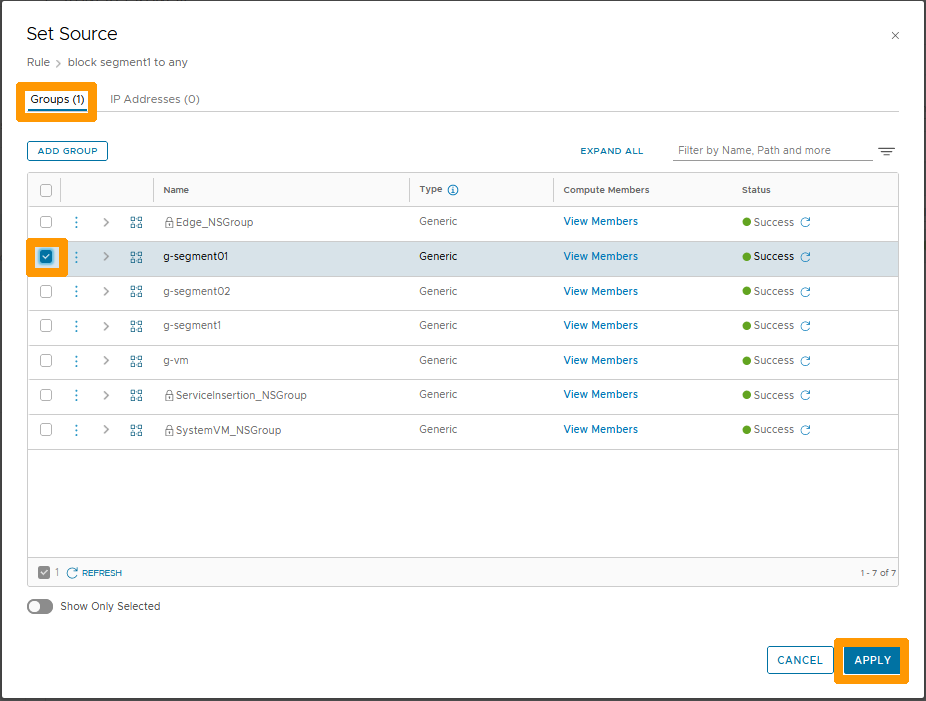 Set Source
Rule > block segment1 to any
Groups (1) IP Addresses (0)
ADD GROUP EXPAND ALL Filter by Name, Path and more
Name Type Compute Members Status
Edge_NSGroup Generic View Members Success
g-segment01 Generic View Members Success
g-segment02 Generic View Members Success
g-segment1 Generic View Members Success
g-vm Generic View Members Success
ServiceInsertion_NSGroup Generic View Members Success
SystemVM_NSGroup Generic View Members Success
1 REFRESH 1 - 7 of 7
Show Only Selected
CANCEL APPLY